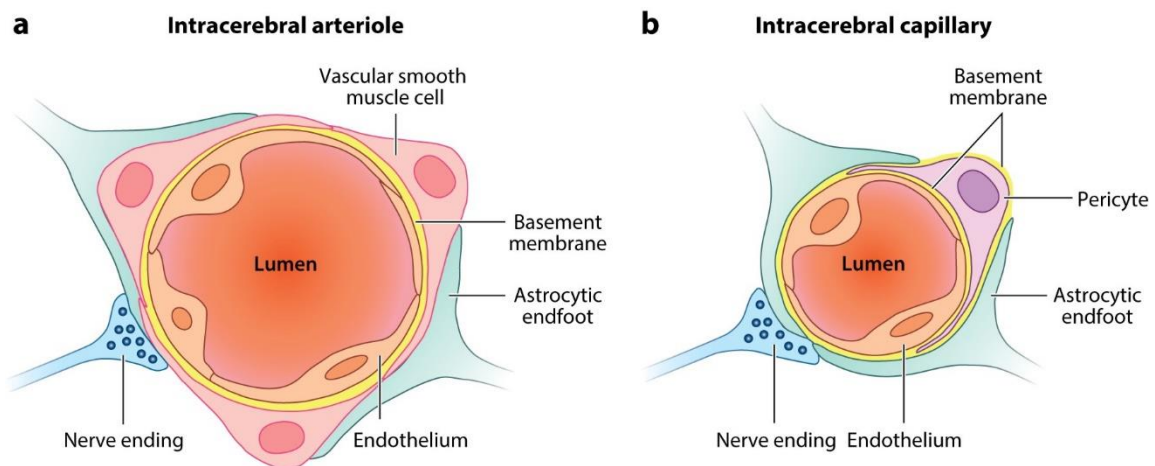 a
Intracerebral arteriole
Vascular smooth
muscle cell
Basement
membrane
Lumen
Astrocytic
endfoot
Nerve ending
Endothelium
b
Intracerebral capillary
Basement
membrane
Pericyte
Lumen
Astrocytic
endfoot
Nerve ending
Endothelium